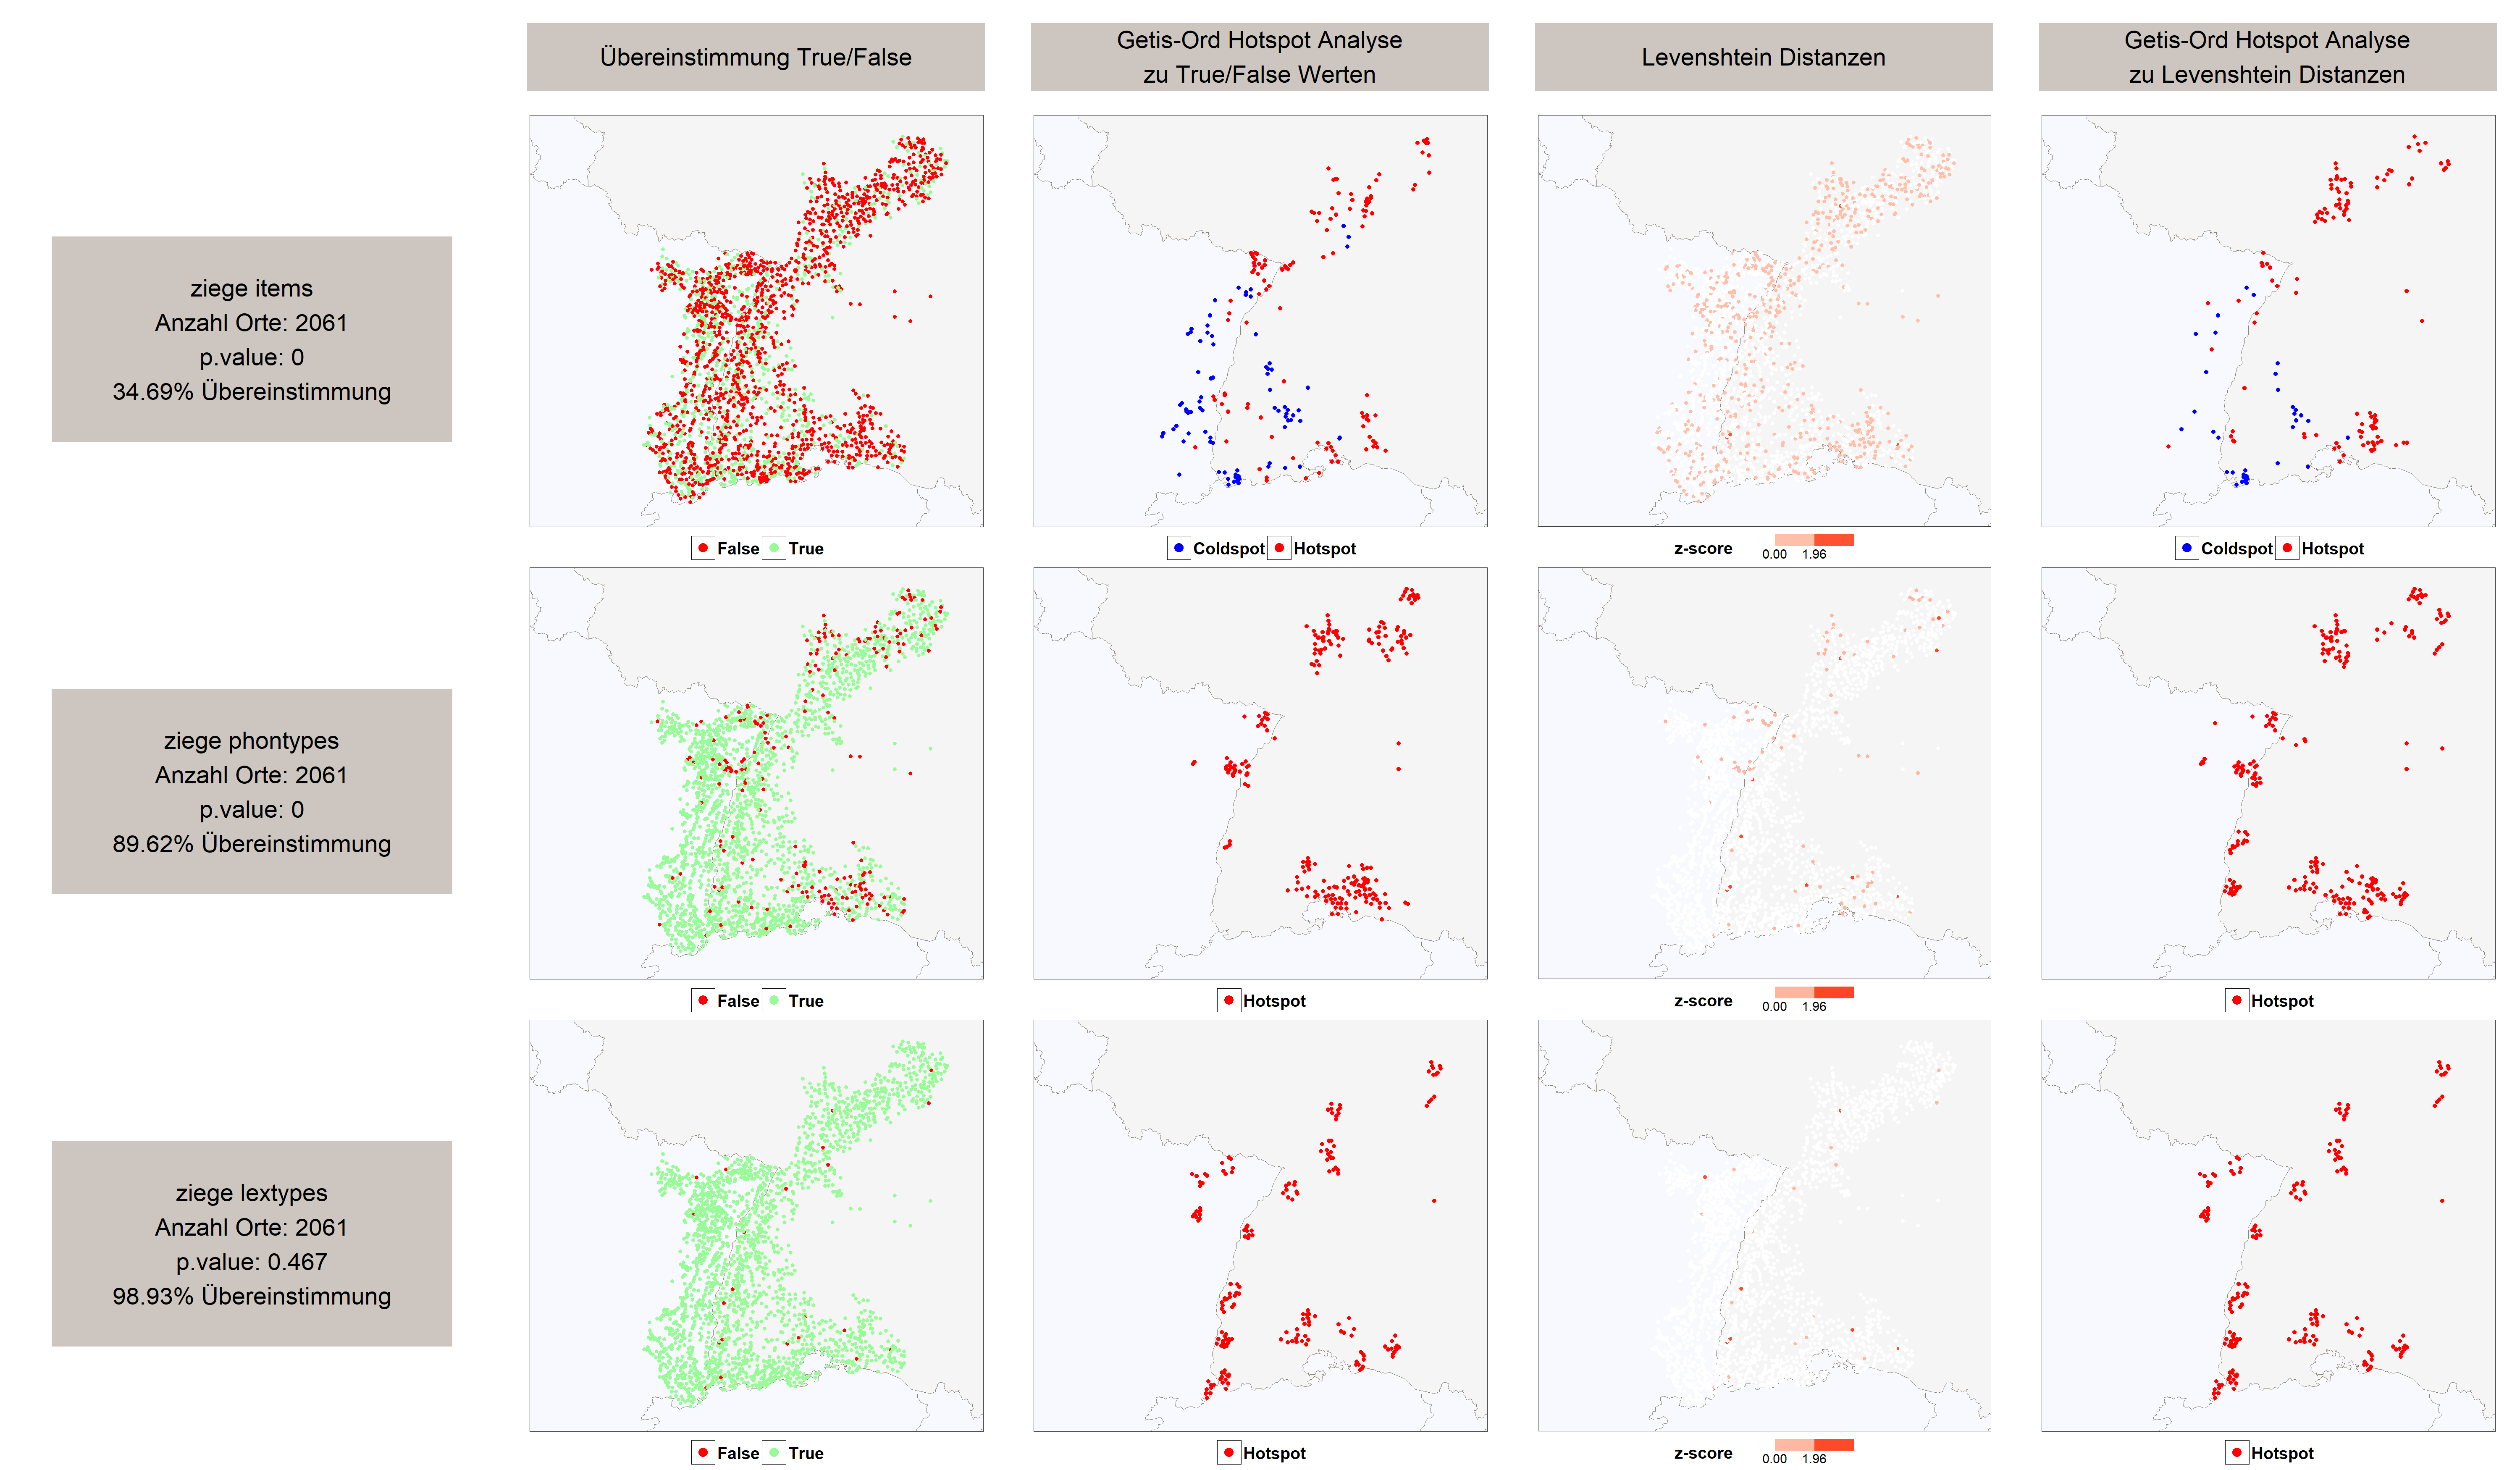 Übereinstimmung True/False
Getis-Ord Hotspot Analyse
zu True/False Werten
Levenshtein Distanzen
Getis-Ord Hotspot Analyse
zu Levenshtein Distanzen
ziege items
Anzahl Orte: 2061
p.value: 0
34.69% Übereinstimmung
False True
Coldspot Hotspot
z-score
0.00 1.96
Coldspot Hotspot
ziege phontypes
Anzahl Orte: 2061
p.value: 0
89.62% Übereinstimmung
False True
Hotspot
z-score
0.00 1.96
Hotspot
ziege lextypes
Anzahl Orte: 2061
p.value: 0.467
98.93% Übereinstimmung
False True
Hotspot
z-score
0.00 1.96
Hotspot